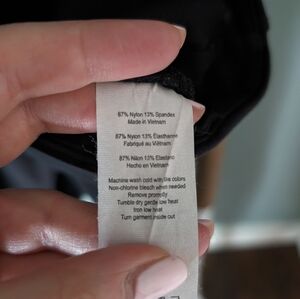 87% Nylon 13% Spandex
Made in Vietnam
87% Nylon 13% Élasthanne
Fabriqué au Viêtnam
87% Nilon 13% Elastano
Hecho en Vietnam
Machine wash cold with like colors
Non-chlorine bleach when needed
Remove promptly
Tumble dry gentle low heat
Iron low heat
Turn garment inside out